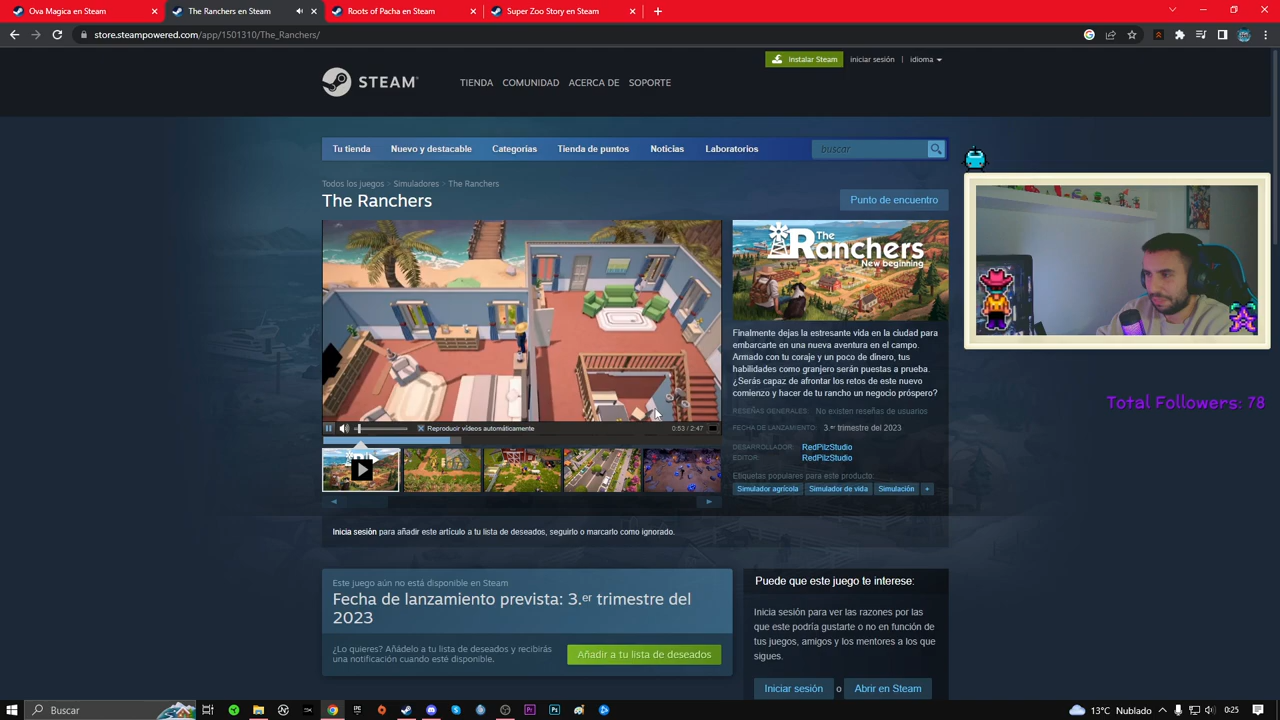 Ova Magica en Steam
The Ranchers en Steam
Roots of Pacha en Steam
Super Zoo Story en Steam
store.steampowered.com/app/1501310/The_Ranchers/
Instalar Steam
iniciar sesión | idioma
STEAM
TIENDA COMUNIDAD ACERCA DE SOPORTE
Tu tienda Nuevo y destacable Categorías Tienda de puntos Noticias Laboratorios buscar
Todos los juegos > Simuladores > The Ranchers
The Ranchers
Punto de encuentro
The
Ranchers
New beginning
Finalmente dejas la estresante vida en la ciudad para
embarcarte en una nueva aventura en el campo.
Armado con tu coraje y un poco de dinero, tus
habilidades como granjero serán puestas a prueba.
¿Serás capaz de afrontar los retos de este nuevo
comienzo y hacer de tu rancho un negocio próspero?
RESEÑAS GENERALES: No existen reseñas de usuarios
FECHA DE LANZAMIENTO: 3.er trimestre del 2023
DESARROLLADOR: RedPilzStudio
EDITOR: RedPilzStudio
Etiquetas populares para este producto:
Simulador agrícola Simulador de vida Simulación +
Reproducir vídeos automáticamente 0:53 / 2:47
Total Followers: 78
Inicia sesión para añadir este artículo a tu lista de deseados, seguirlo o marcarlo como ignorado.
Este juego aún no está disponible en Steam
Fecha de lanzamiento prevista: 3.er trimestre del
2023
¿Lo quieres? Añádelo a tu lista de deseados y recibirás
una notificación cuando esté disponible.
Añadir a tu lista de deseados
Puede que este juego te interese:
Inicia sesión para ver las razones por las
que este podría gustarte o no en función de
tus juegos, amigos y los mentores a los que
sigues.
Iniciar sesión o Abrir en Steam
Buscar
13°C Nublado
0:25